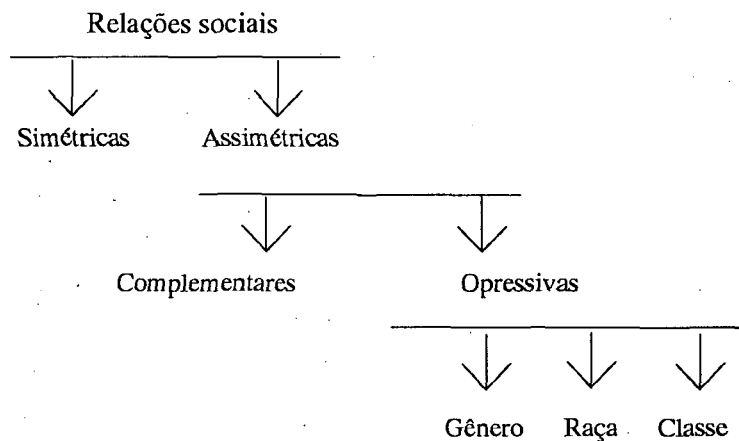 Relações sociais
Simétricas Assimétricas
Complementares Opressivas
Gênero Raça Classe